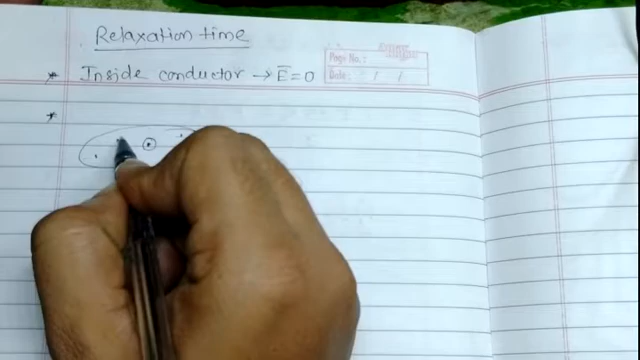 Relaxation time
* Inside conductor → E̅ = 0
Page No.:
Date: / /
*